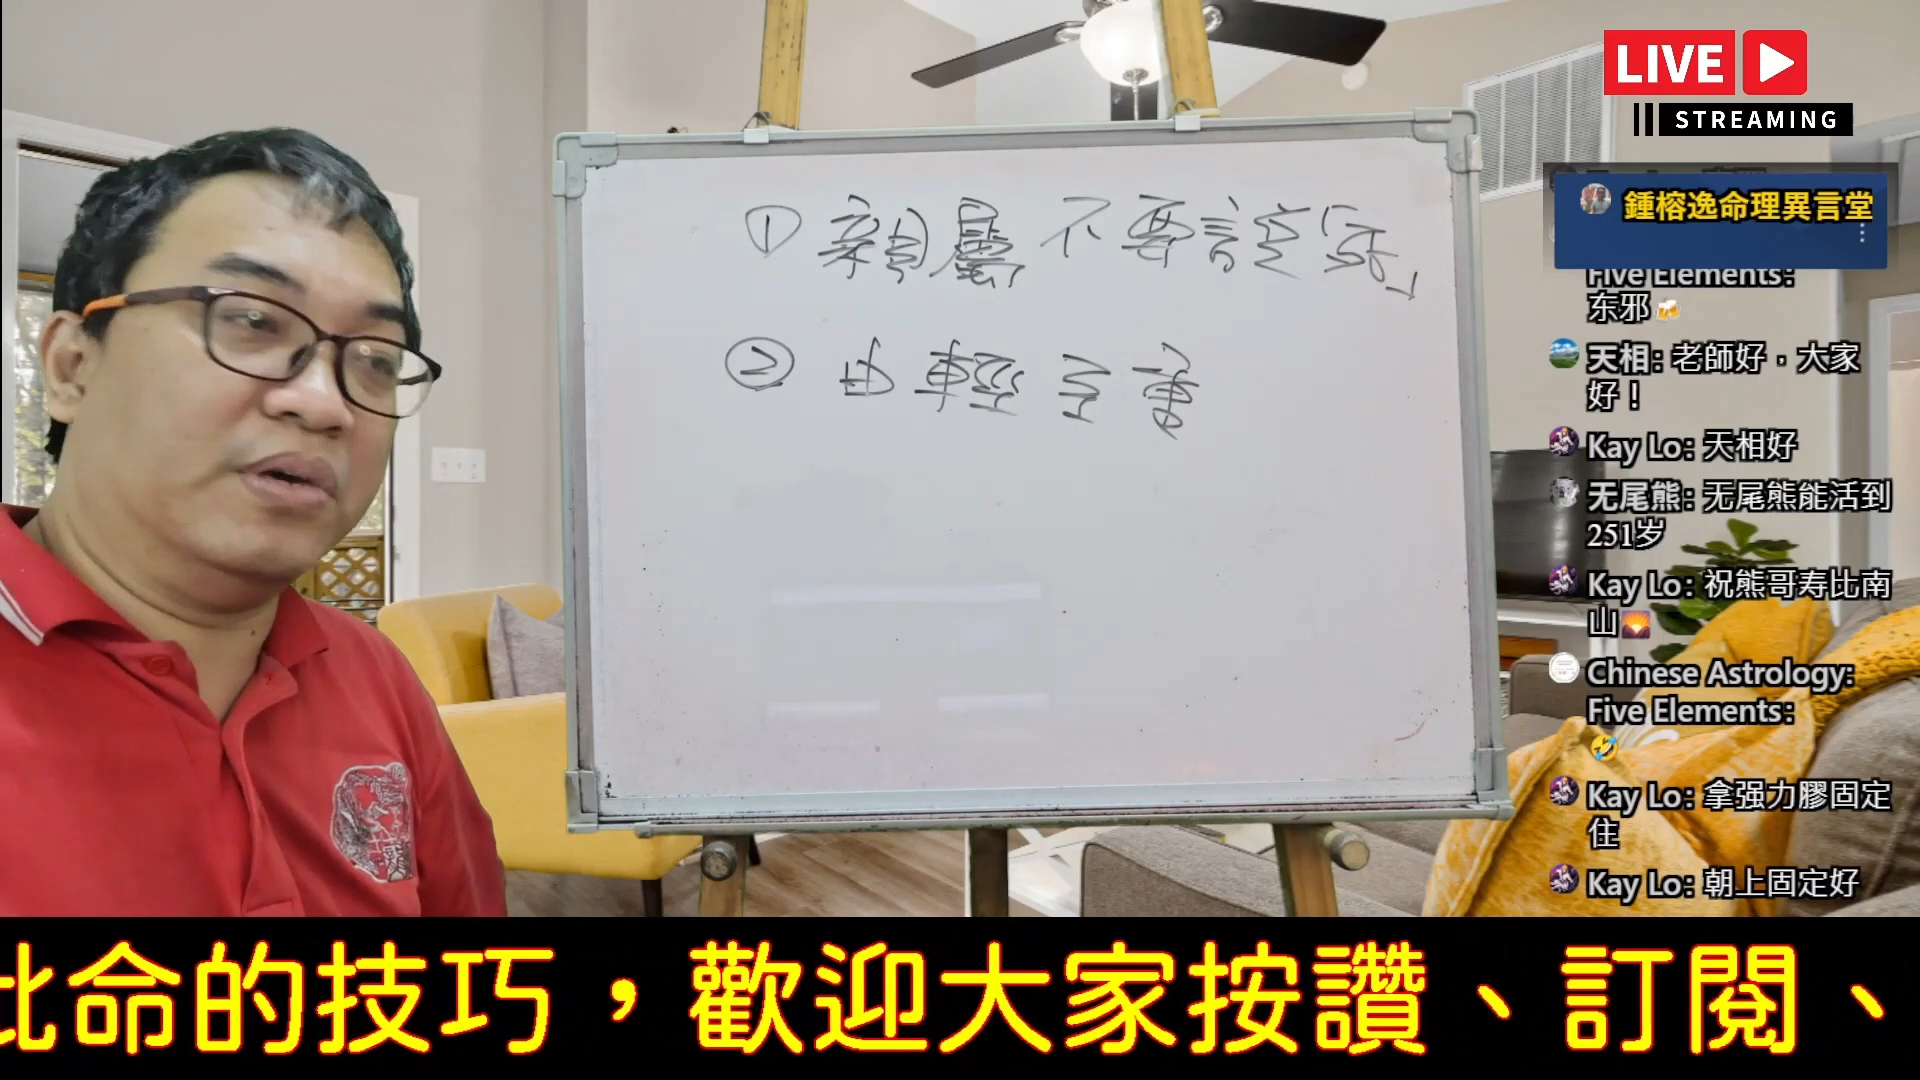 ① 親屬不要說「死」
② 由輕至重
LIVE
STREAMING
鍾榕逸命理異言堂
Five Elements:
东邪🍻
天相: 老師好，大家
好！
Kay Lo: 天相好
无尾熊: 无尾熊能活到
251岁
Kay Lo: 祝熊哥寿比南
山🌄
Chinese Astrology:
Five Elements:
🤣
Kay Lo: 拿强力膠固定
住
Kay Lo: 朝上固定好
批命的技巧，歡迎大家按讚、訂閱、